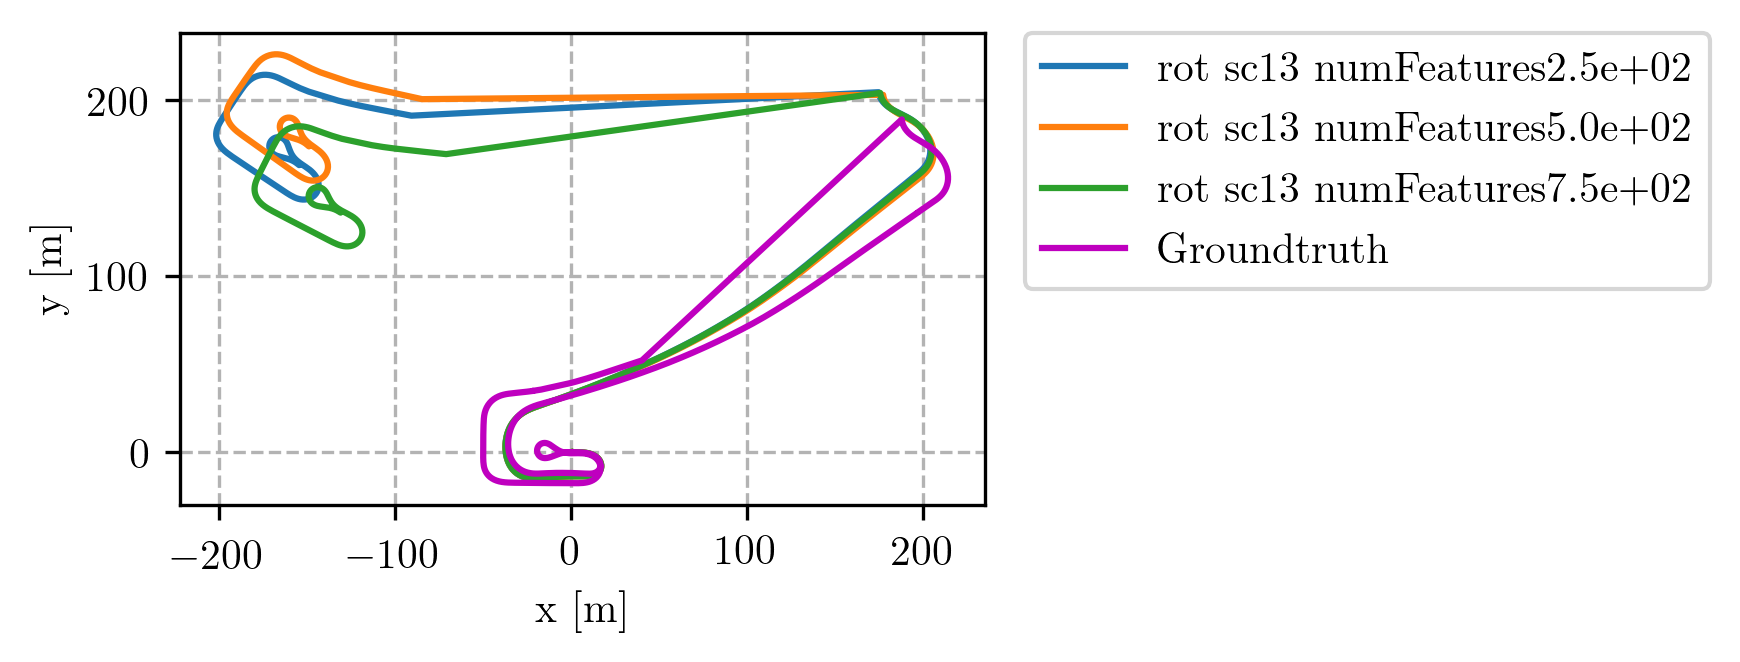 200
100
0
y [m]
−200
−100
0
100
200
x [m]
rot sc13 numFeatures2.5e+02
rot sc13 numFeatures5.0e+02
rot sc13 numFeatures7.5e+02
Groundtruth